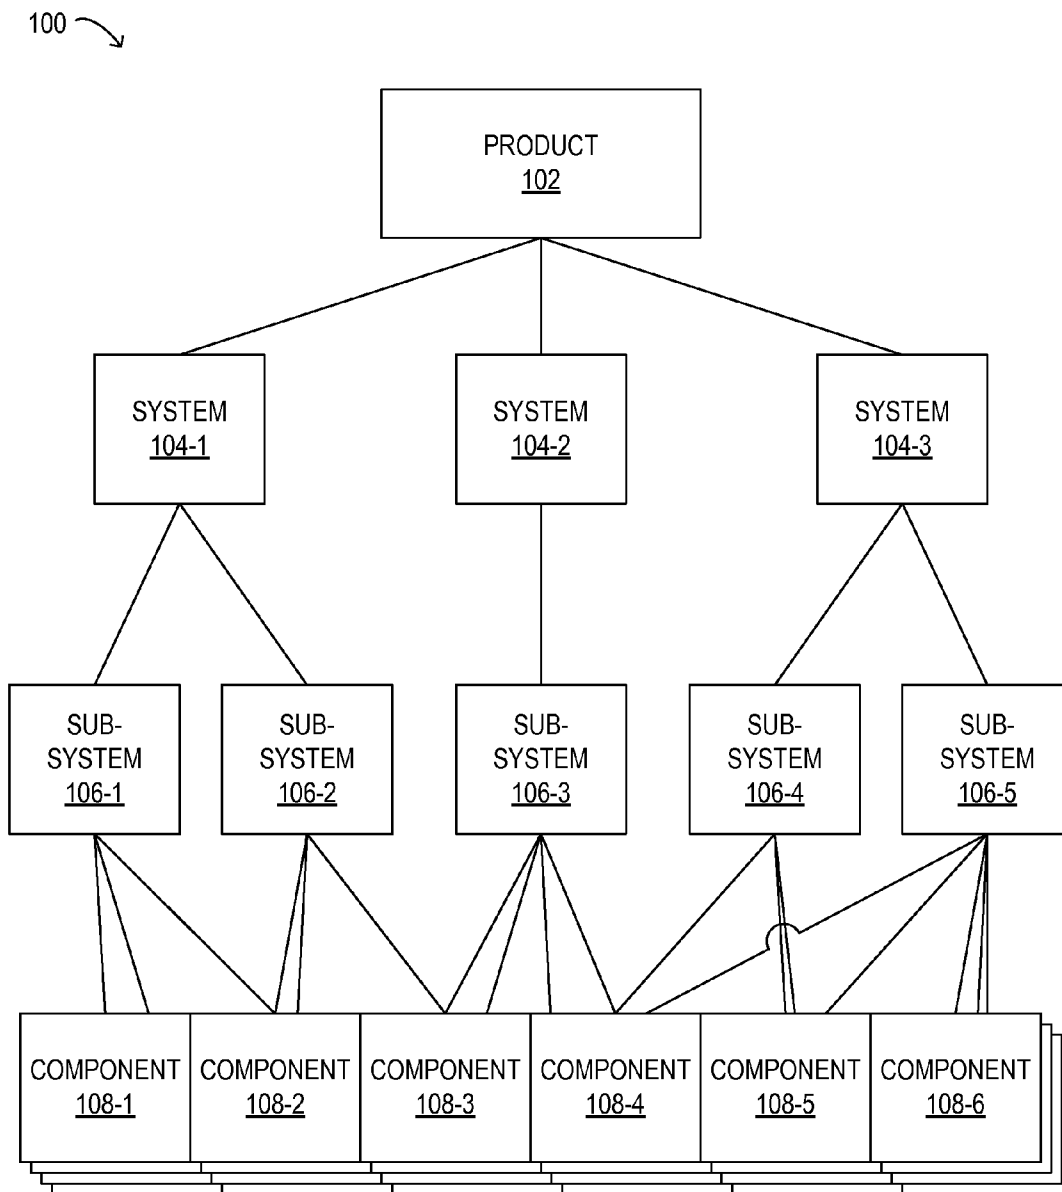 100
PRODUCT
102
SYSTEM
104-1
SYSTEM
104-2
SYSTEM
104-3
SUB-
SYSTEM
106-1
SUB-
SYSTEM
106-2
SUB-
SYSTEM
106-3
SUB-
SYSTEM
106-4
SUB-
SYSTEM
106-5
COMPONENT
108-1
COMPONENT
108-2
COMPONENT
108-3
COMPONENT
108-4
COMPONENT
108-5
COMPONENT
108-6